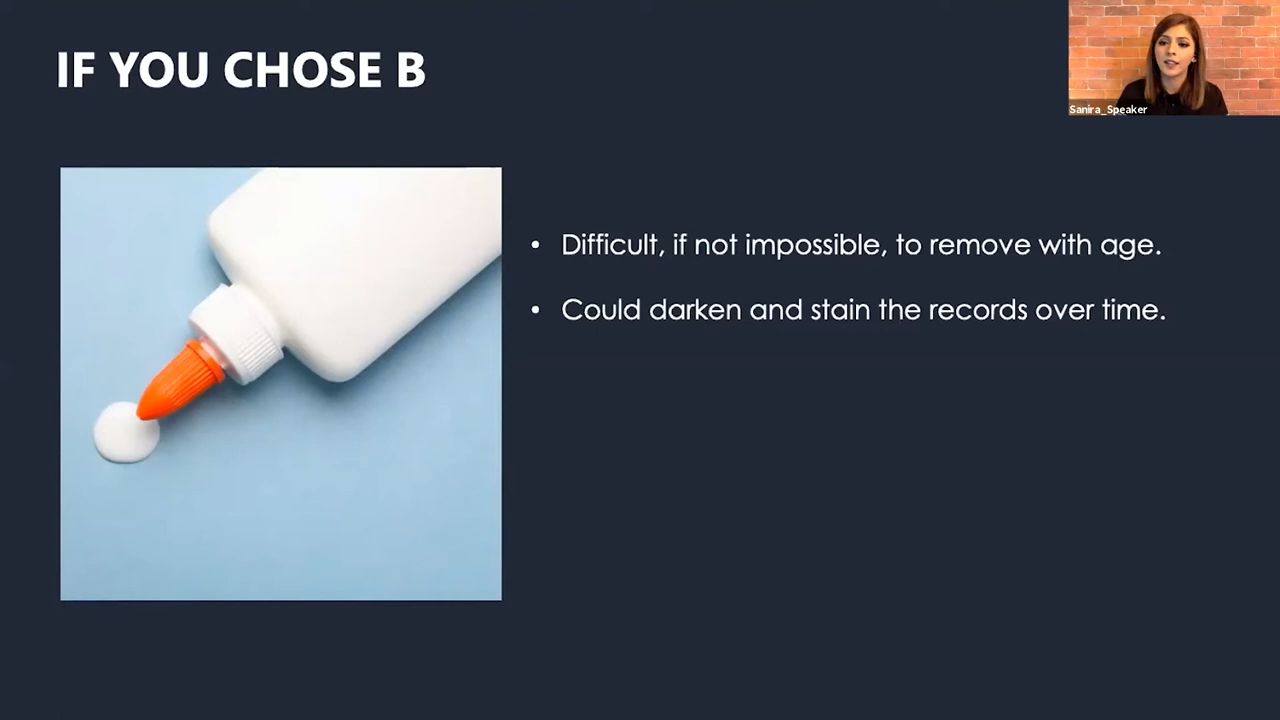 IF YOU CHOSE B
Sanira_Speaker
• Difficult, if not impossible, to remove with age.
• Could darken and stain the records over time.